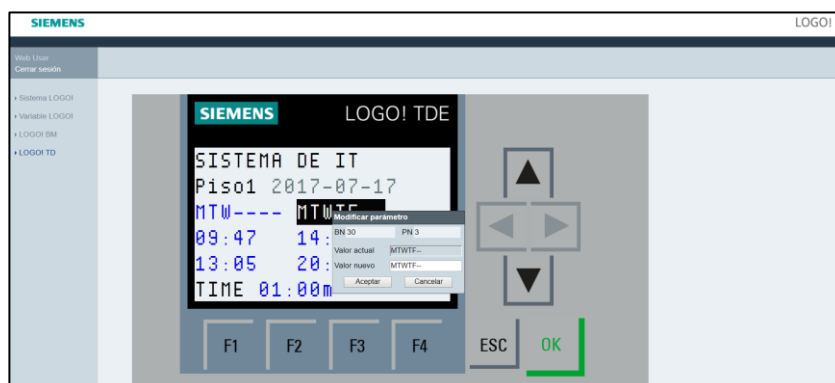 SIEMENS
LOGO!
Web User
Cerrar sesión
Sistema LOGO!
Variable LOGO!
LOGO! BM
LOGO! TD
SIEMENS
LOGO! TDE
SISTEMA DE IT
Piso1 2017-07-17
MTW---- MTWTF
09:47 14:
13:05 20:
TIME 01:00m
Modificar parámetro
BN 30 PN 3
Valor actual MTWTF--
Valor nuevo MTWTF--
Aceptar Cancelar
F1 F2 F3 F4 ESC OK